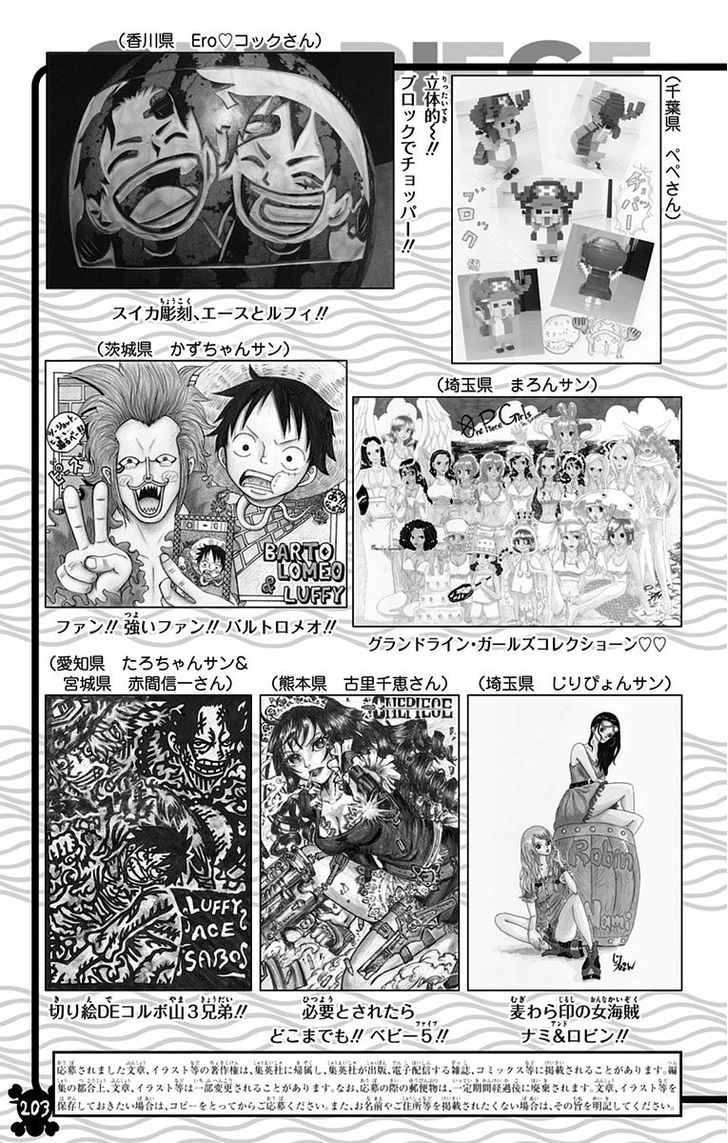 ONE PIECE
(香川県　Ero♡コックさん)
スイカ彫刻、エースとルフィ!!
(千葉県　ペペさん)
立体的〜!!
ブロックでチョッパー!!
ブロック
チョッパー
(茨城県　かずちゃんサン)
BARTO
LOMEO
&
LUFFY
ファン!! 強いファン!! バルトロメオ!!
(埼玉県　まろんサン)
One Piece Girls
グランドライン・ガールズコレクショーン♡♡
(愛知県　たろちゃんサン&
宮城県　赤間信一さん)
LUFFY
ACE
SABO
切り絵DEコルボ山3兄弟!!
(熊本県　古里千恵さん)
ONEPIECE
必要とされたら
どこまでも!! ベビー5!!
(埼玉県　じりぴょんサン)
Robin
Nami
麦わら印の女海賊
ナミ&ロビン!!
応募されました文章、イラスト等の著作権は、集英社に帰属し、集英社が出版、電子配信する雑誌、コミックス等に掲載されることがあります。編
集の都合上、文章、イラスト等は一部変更されることがあります。なお、応募の際の郵便物は、一定期間経過後に廃棄されます。文章、イラスト等を
保存しておきたい場合は、コピーをとってからご応募ください。また、お名前やご住所等を掲載されたくない場合は、その旨を明記してください。
203